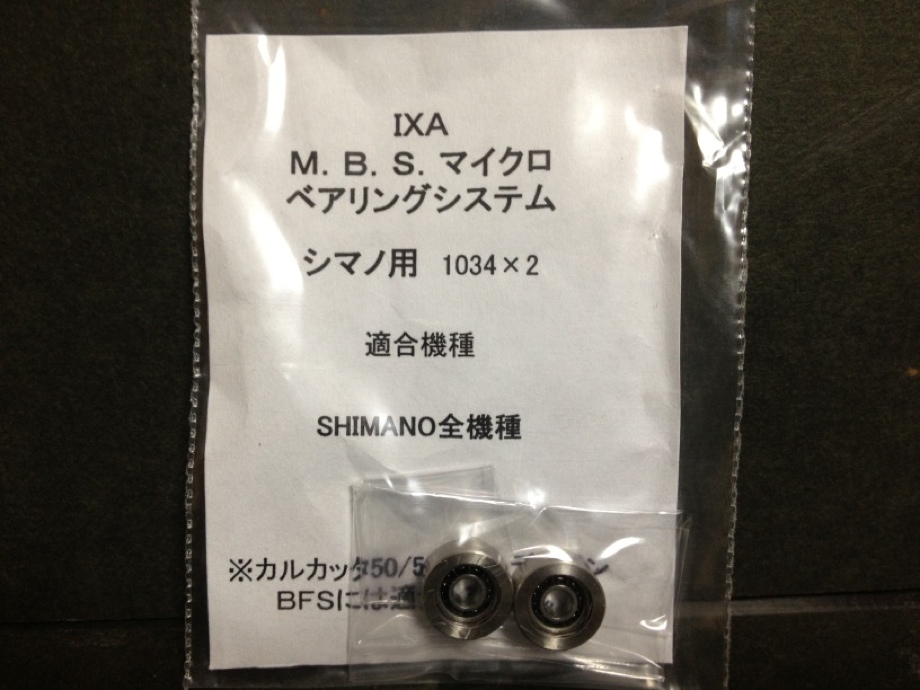 IXA
M. B. S. マイクロ
ベアリングシステム
シマノ用 1034×2
適合機種
SHIMANO全機種
※カルカッタ50/5
BFSには適